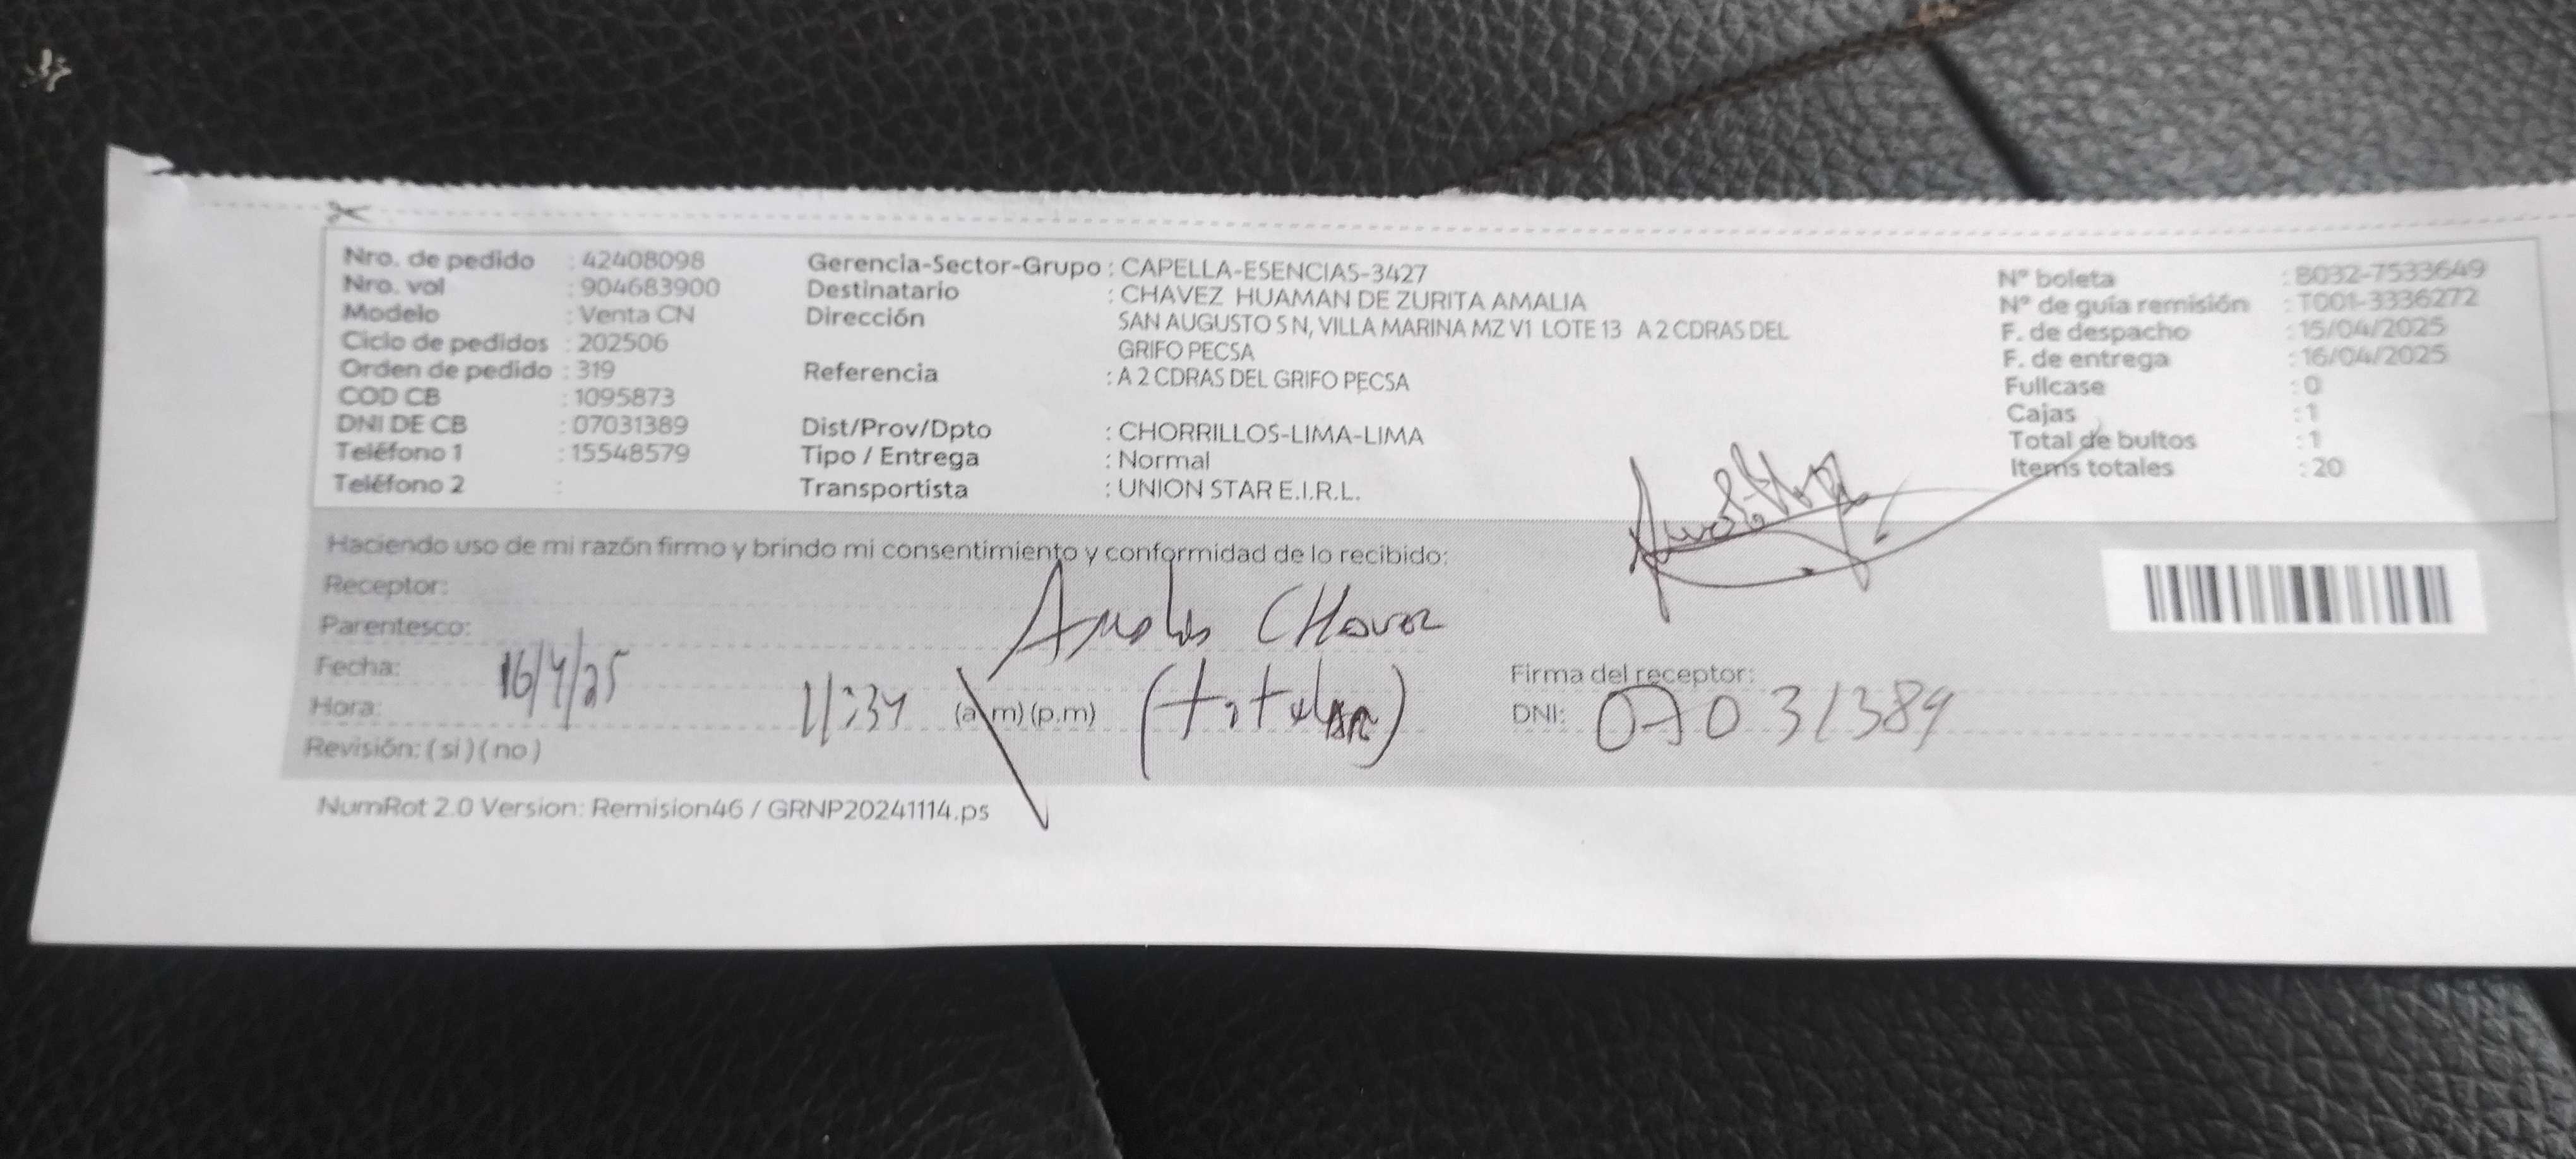 Nro. de pedido : 42408098
Nro. vol : 904683900
Modelo : Venta CN
Ciclo de pedidos : 202506
Orden de pedido : 319
COD CB : 1095873
DNI DE CB : 07031389
Teléfono 1 : 15548579
Teléfono 2 :
Gerencia-Sector-Grupo : CAPELLA-ESENCIAS-3427
Destinatario : CHAVEZ HUAMAN DE ZURITA AMALIA
Dirección SAN AUGUSTO S N, VILLA MARINA MZ V1 LOTE 13 A 2 CDRAS DEL
GRIFO PECSA
Referencia : A 2 CDRAS DEL GRIFO PECSA
Dist/Prov/Dpto : CHORRILLOS-LIMA-LIMA
Tipo / Entrega : Normal
Transportista : UNION STAR E.I.R.L.
N° boleta : B032-7533649
N° de guia remisión : T001-3336272
F. de despacho : 15/04/2025
F. de entrega : 16/04/2025
Fullcase : 0
Cajas : 1
Total de bultos : 1
Items totales : 20
Haciendo uso de mi razón firmo y brindo mi consentimiento y conformidad de lo recibido:
Receptor:
Parentesco: CHavez
Fecha: 16/4/25
Hora: 11:34 (a.m) (p.m) (titular)
Revisión: ( si ) ( no )
Firma del receptor:
DNI: 07031389
NumRot 2.0 Version: Remision46 / GRNP20241114.ps